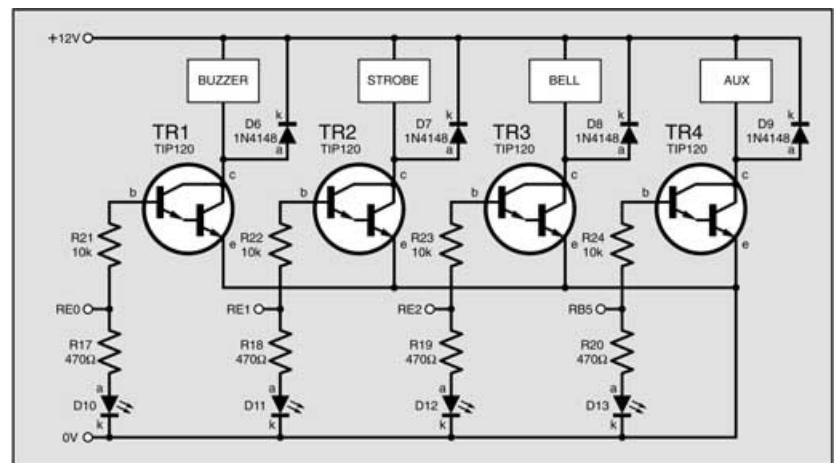 +12V
BUZZER
STROBE
BELL
AUX
D6
1N4148
k
a
D7
1N4148
k
a
D8
1N4148
k
a
D9
1N4148
k
a
TR1
TIP120
TR2
TIP120
TR3
TIP120
TR4
TIP120
b
c
e
b
c
e
b
c
e
b
c
e
R21
10k
R22
10k
R23
10k
R24
10k
RE0
RE1
RE2
RB5
R17
470Ω
R18
470Ω
R19
470Ω
R20
470Ω
a
D10
k
a
D11
k
a
D12
k
a
D13
k
0V